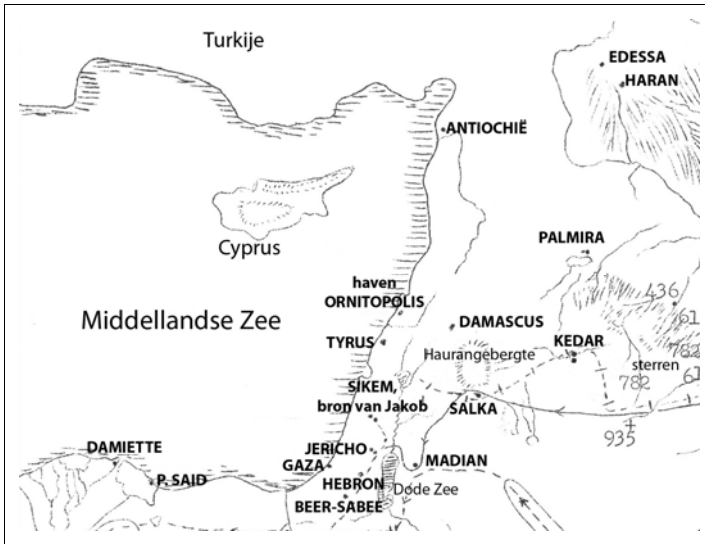 Turkije
EDESSA
HARAN
ANTIOCHIË
Cyprus
PALMIRA
haven
ORNITOPOLIS
436
61
Middellandse Zee
DAMASCUS
TYRUS
KEDAR
782
Haurangebergte
sterren
SIKEM,
782
61
bron van Jakob
SALKA
935
DAMIETTE
JERICHO
GAZA
MADIAN
P. SAID
HEBRON
Dode Zee
BEER-SABEE